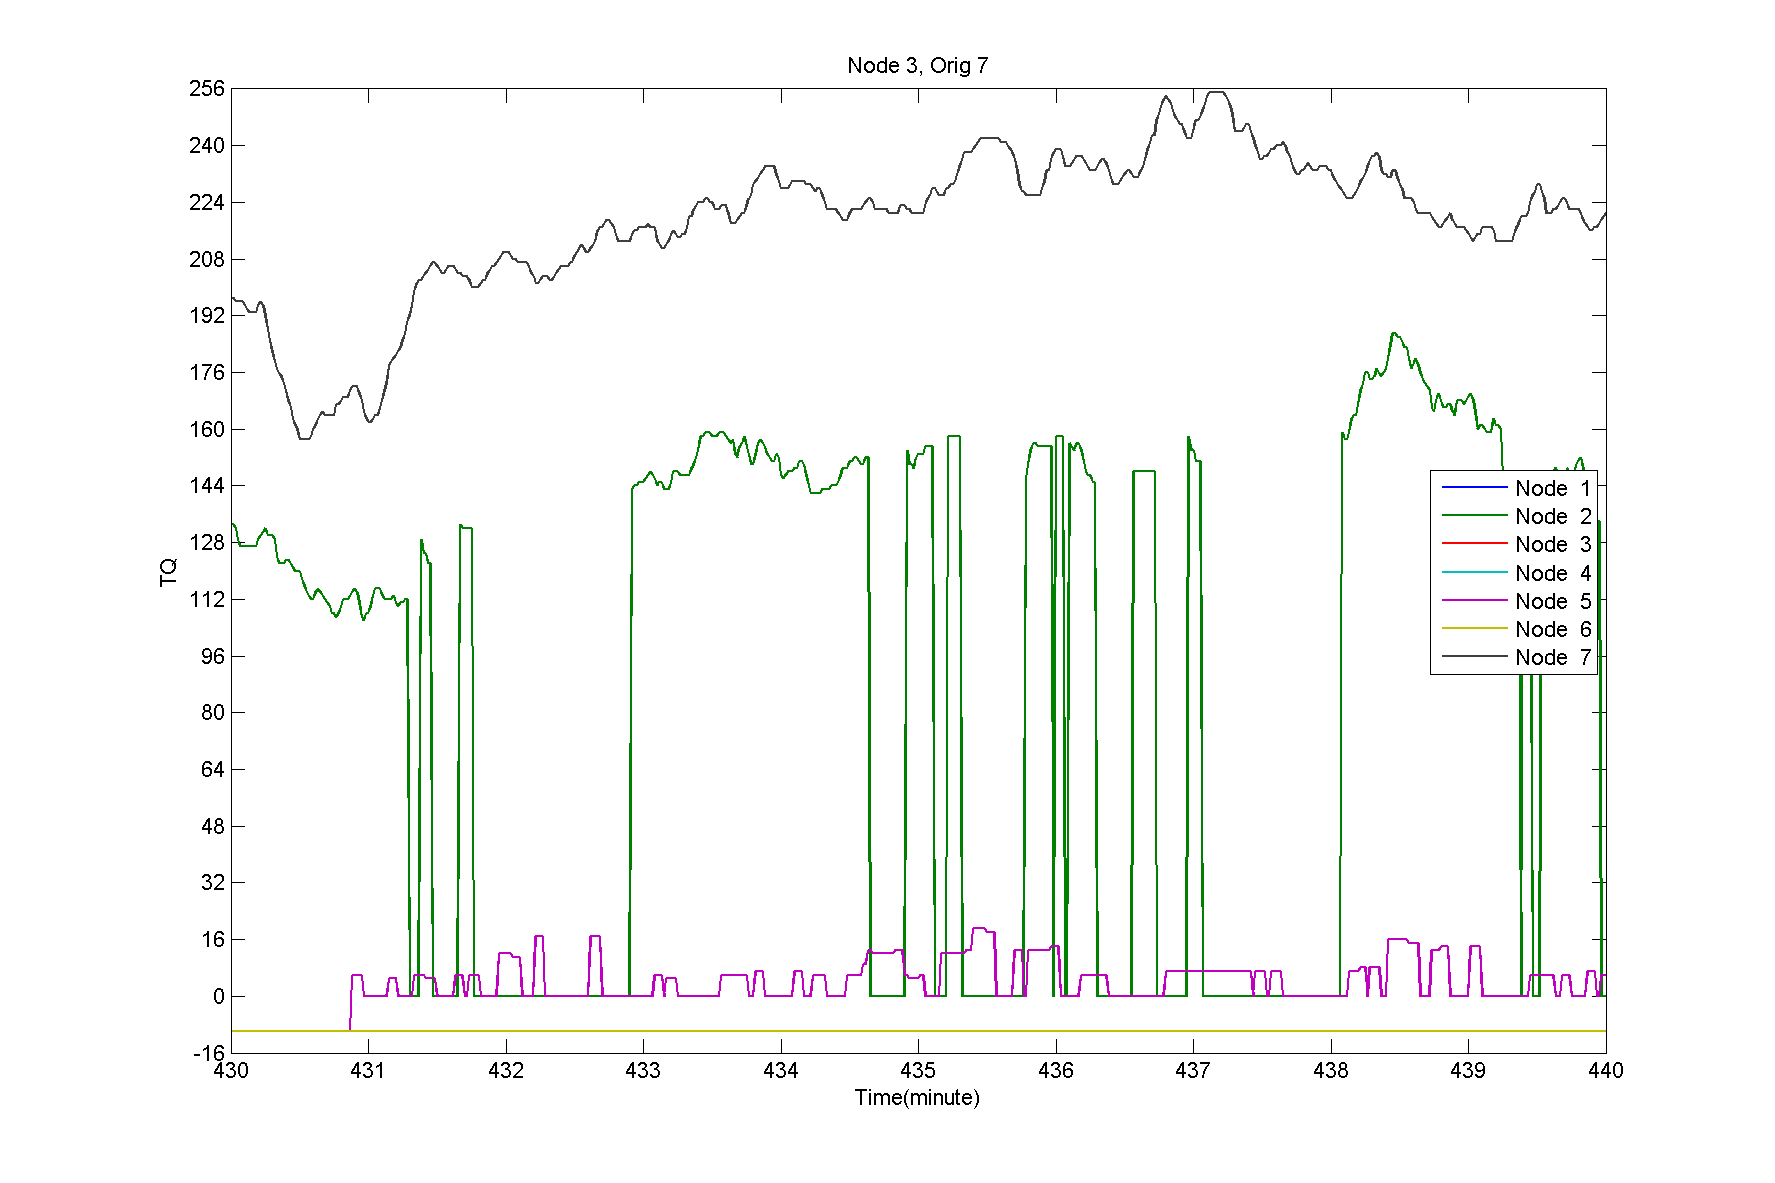 Node 3, Orig 7
256
240
224
208
192
176
160
144
128
112
96
80
64
48
32
16
0
-16
TQ
Node 1
Node 2
Node 3
Node 4
Node 5
Node 6
Node 7
430 431 432 433 434 435 436 437 438 439 440
Time(minute)